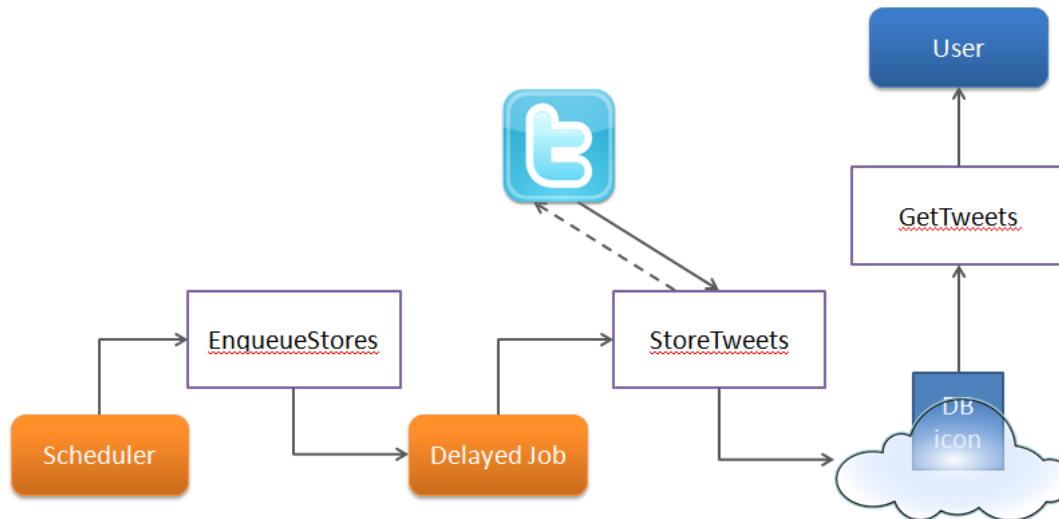 User
GetTweets
EnqueueStores
StoreTweets
Scheduler
Delayed Job
DB
icon